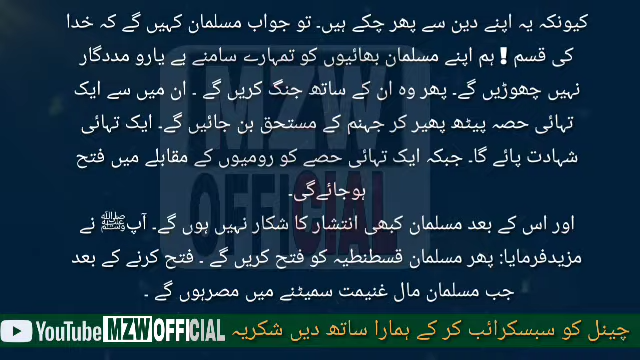 کیونکہ یہ اپنے دین سے پھر چکے ہیں۔ تو جواب مسلمان کہیں گے کہ خدا
کی قسم ! ہم اپنے مسلمان بھائیوں کو تمہارے سامنے بے یارو مددگار
نہیں چھوڑیں گے۔ پھر وہ ان کے ساتھ جنگ کریں گے ۔ ان میں سے ایک
تہائی حصہ پیٹھ پھیر کر جہنم کے مستحق بن جائیں گے۔ ایک تہائی
شہادت پائے گا۔ جبکہ ایک تہائی حصے کو رومیوں کے مقابلے میں فتح
ہوجائےگی۔
اور اس کے بعد مسلمان کبھی انتشار کا شکار نہیں ہوں گے۔ آپﷺ نے
مزیدفرمایا: پھر مسلمان قسطنطیہ کو فتح کریں گے ۔ فتح کرنے کے بعد
جب مسلمان مال غنیمت سمیٹنے میں مصرہوں گے ۔
MZW
OFFICIAL
YouTube MZW OFFICIAL چینل کو سبسکرائب کر کے ہمارا ساتھ دیں شکریہ